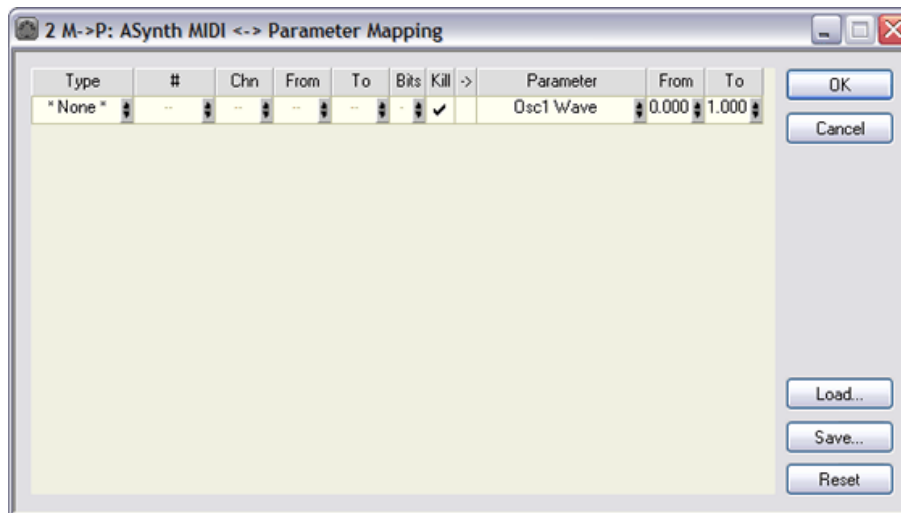 2 M->P: ASynth MIDI <-> Parameter Mapping
Type # Chn From To Bits Kill -> Parameter From To
* None * -- -- -- -- - Osc1 Wave 0.000 1.000
OK
Cancel
Load...
Save...
Reset